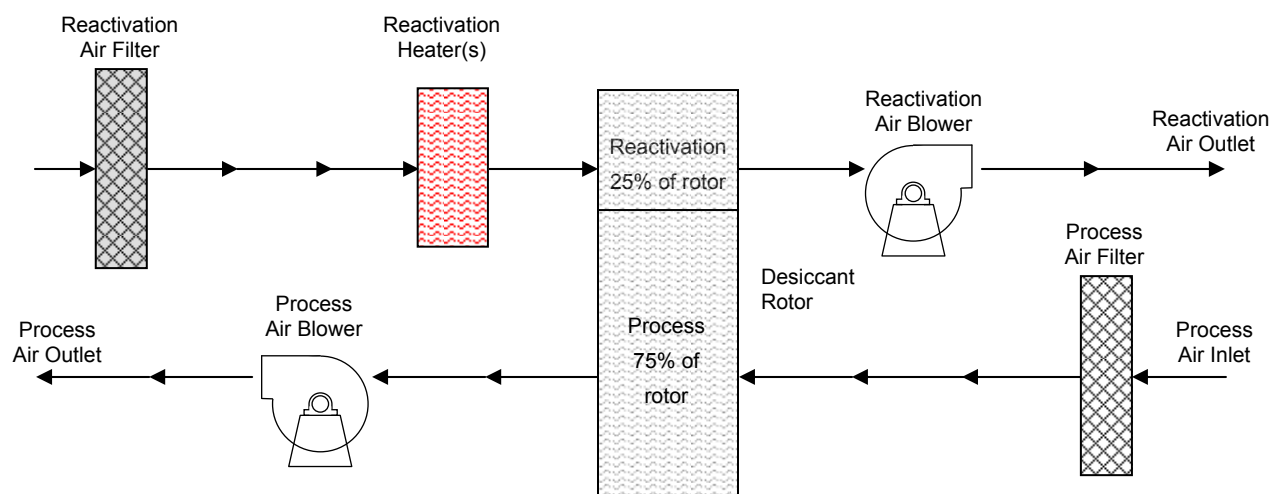 Reactivation
Air Filter
Reactivation
Heater(s)
Reactivation
25% of rotor
Reactivation
Air Blower
Reactivation
Air Outlet
Process
Air Outlet
Process
Air Blower
Process
75% of
rotor
Desiccant
Rotor
Process
Air Filter
Process
Air Inlet